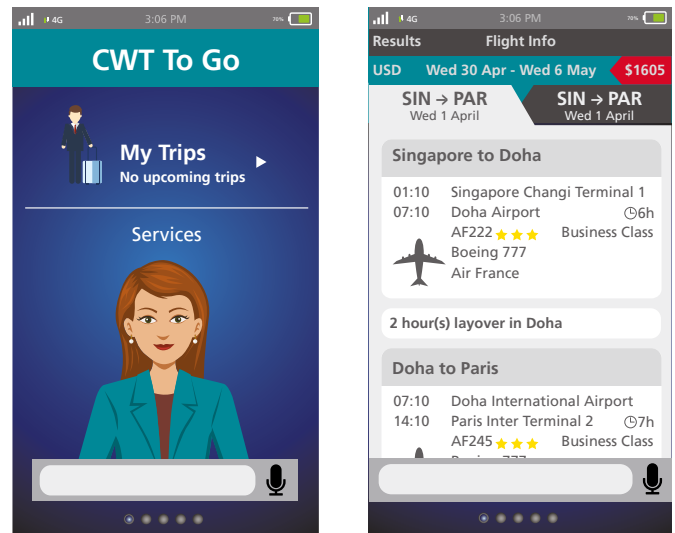 4G
3:06 PM
70%
CWT To Go
My Trips
No upcoming trips
Services
4G
3:06 PM
70%
Results Flight Info
USD Wed 30 Apr - Wed 6 May $1605
SIN → PAR SIN → PAR
Wed 1 April Wed 1 April
Singapore to Doha
01:10 Singapore Changi Terminal 1
07:10 Doha Airport 6h
AF222 ★★★ Business Class
Boeing 777
Air France
2 hour(s) layover in Doha
Doha to Paris
07:10 Doha International Airport
14:10 Paris Inter Terminal 2 7h
AF245 ★★★ Business Class